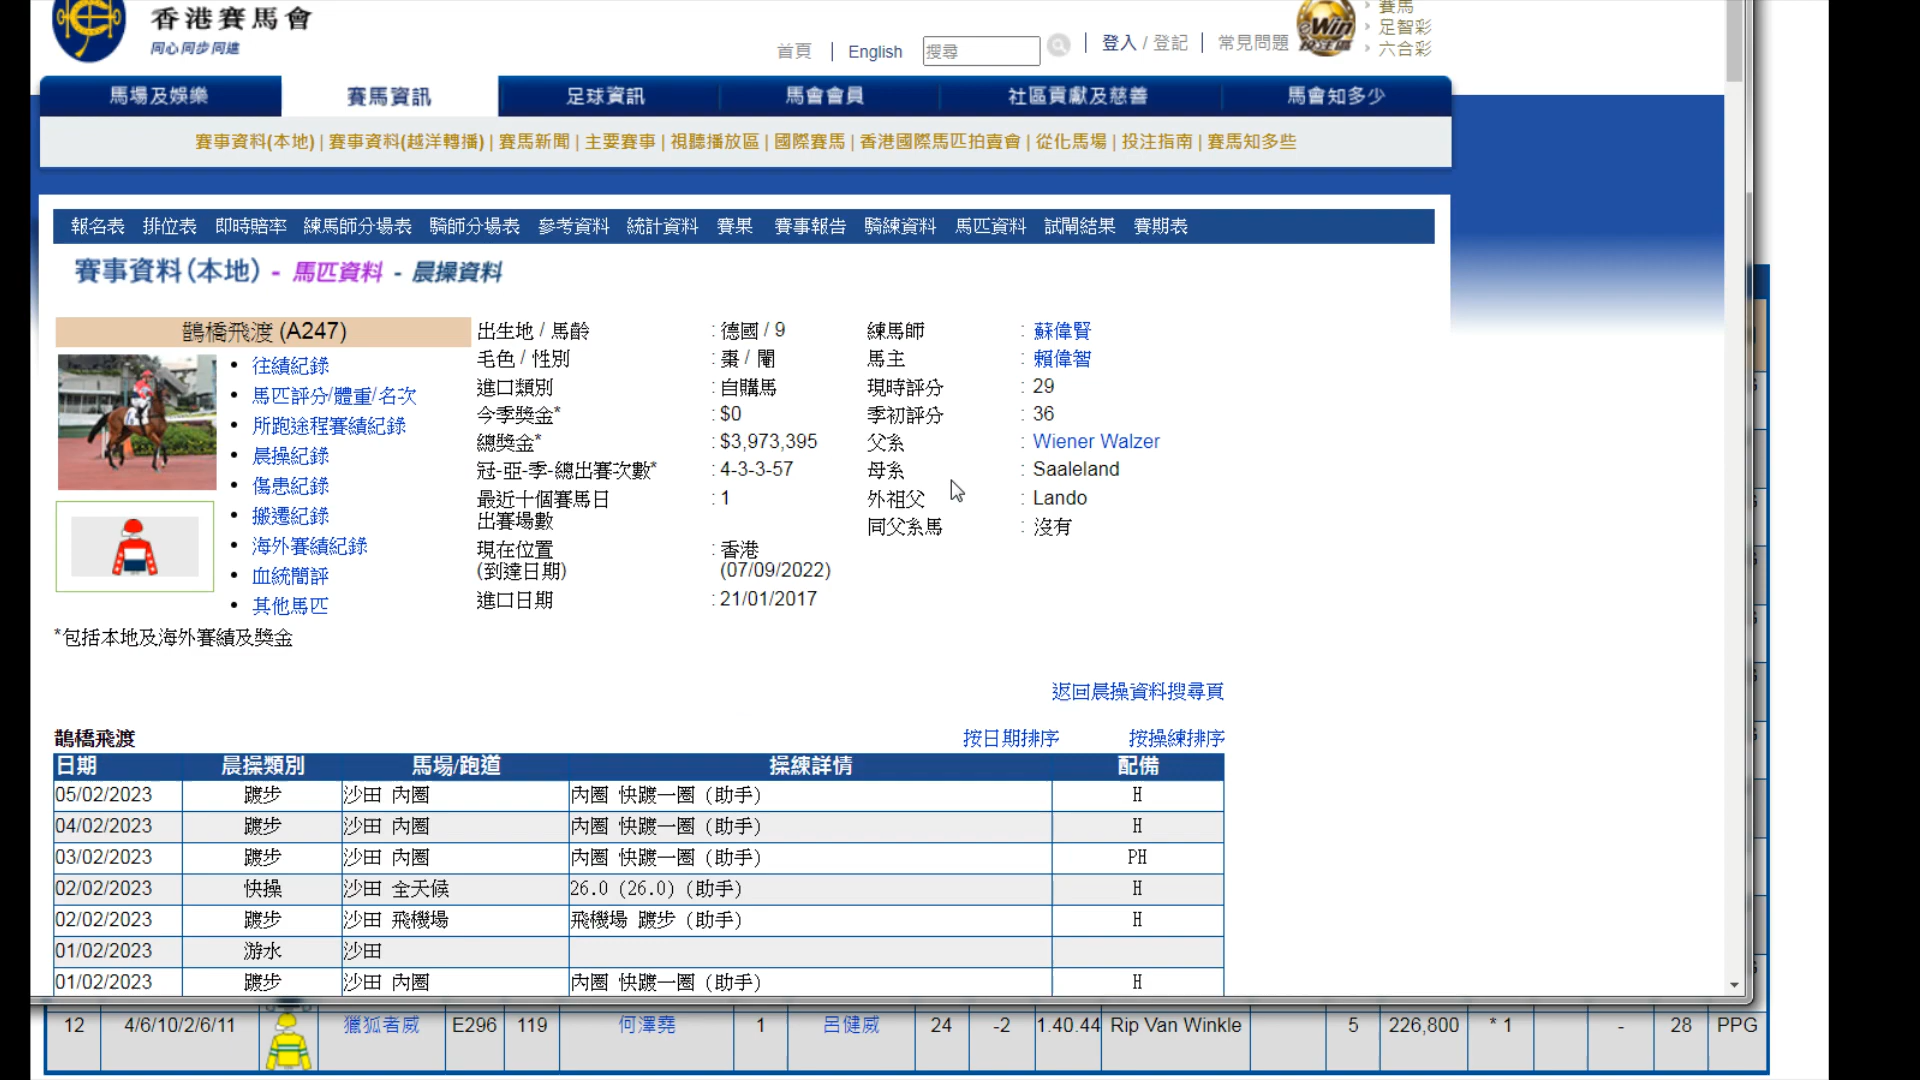 香港賽馬會
同心同步同進
首頁 | English 搜尋 | 登入 / 登記 | 常見問題
eWin 投注區
賽馬
足智彩
六合彩
馬場及娛樂 賽馬資訊 足球資訊 馬會會員 社區貢獻及慈善 馬會知多少
賽事資料(本地) | 賽事資料(越洋轉播) | 賽馬新聞 | 主要賽事 | 視聽播放區 | 國際賽馬 | 香港國際馬匹拍賣會 | 從化馬場 | 投注指南 | 賽馬知多些
報名表 排位表 即時賠率 練馬師分場表 騎師分場表 參考資料 統計資料 賽果 賽事報告 騎練資料 馬匹資料 試閘結果 賽期表
賽事資料(本地) - 馬匹資料 - 晨操資料
鵲橋飛渡 (A247)
往績紀錄
馬匹評分/體重/名次
所跑途程賽績紀錄
晨操紀錄
傷患紀錄
搬遷紀錄
海外賽績紀錄
血統簡評
其他馬匹
出生地 / 馬齡 : 德國 / 9 練馬師 : 蘇偉賢
毛色 / 性別 : 棗 / 閹 馬主 : 賴偉智
進口類別 : 自購馬 現時評分 : 29
今季獎金* : $0 季初評分 : 36
總獎金* : $3,973,395 父系 : Wiener Walzer
冠-亞-季-總出賽次數* : 4-3-3-57 母系 : Saaleland
最近十個賽馬日 : 1 外祖父 : Lando
出賽場數 同父系馬 : 沒有
現在位置 : 香港
(到達日期) (07/09/2022)
進口日期 : 21/01/2017
*包括本地及海外賽績及獎金
返回晨操資料搜尋頁
鵲橋飛渡 按日期排序 按操練排序
日期 晨操類別 馬場/跑道 操練詳情 配備
05/02/2023 踱步 沙田 內圈 內圈 快踱一圈 (助手) H
04/02/2023 踱步 沙田 內圈 內圈 快踱一圈 (助手) H
03/02/2023 踱步 沙田 內圈 內圈 快踱一圈 (助手) PH
02/02/2023 快操 沙田 全天候 26.0 (26.0) (助手) H
02/02/2023 踱步 沙田 飛機場 飛機場 踱步 (助手) H
01/02/2023 游水 沙田
01/02/2023 踱步 沙田 內圈 內圈 快踱一圈 (助手) H
12 4/6/10/2/6/11 獵狐者威 E296 119 何澤堯 1 呂健威 24 -2 1.40.44 Rip Van Winkle 5 226,800 * 1 - 28 PPG